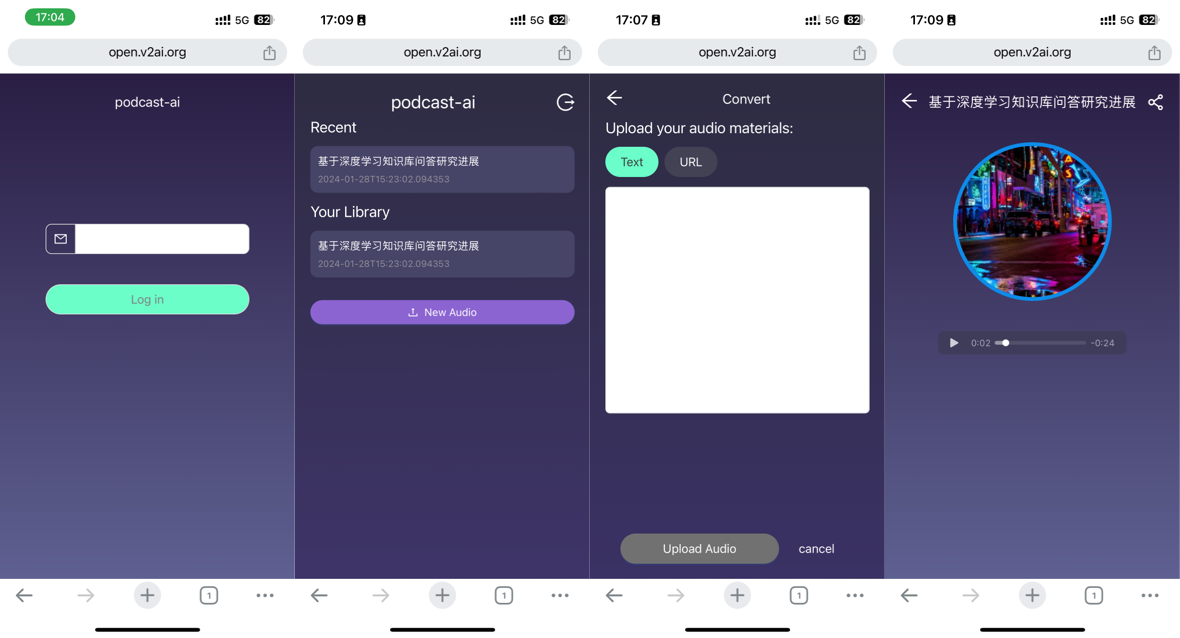 17:04
5G 82
open.v2ai.org
podcast-ai
Log in
1
17:09
5G 82
open.v2ai.org
podcast-ai
Recent
基于深度学习知识库问答研究进展
2024-01-28T15:23:02.094353
Your Library
基于深度学习知识库问答研究进展
2024-01-28T15:23:02.094353
New Audio
1
17:07
5G 82
open.v2ai.org
Convert
Upload your audio materials:
Text URL
Upload Audio cancel
1
17:09
5G 82
open.v2ai.org
基于深度学习知识库问答研究进展
0:02 -0:24
1